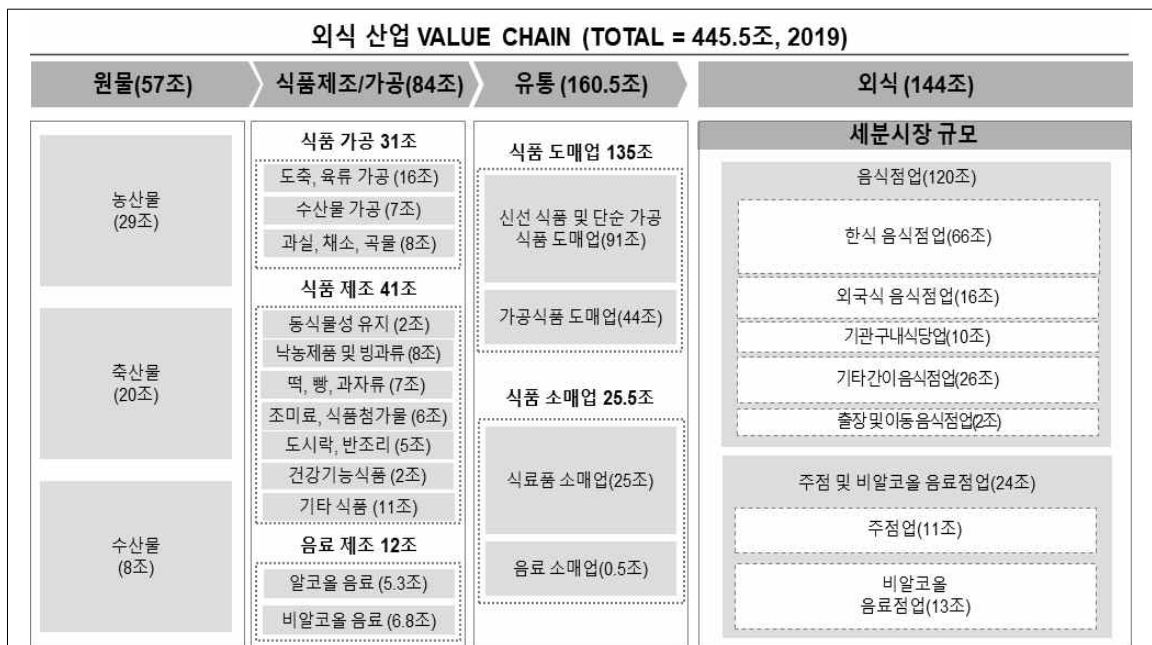 외식 산업 VALUE CHAIN (TOTAL = 445.5조, 2019)
원물(57조)
식품제조/가공(84조)
유통 (160.5조)
외식 (144조)
농산물
(29조)
축산물
(20조)
수산물
(8조)
식품 가공 31조
도축, 육류 가공 (16조)
수산물 가공 (7조)
과실, 채소, 곡물 (8조)
식품 제조 41조
동식물성 유지 (2조)
낙농제품 및 빙과류 (8조)
떡, 빵, 과자류 (7조)
조미료, 식품첨가물 (6조)
도시락, 반조리 (5조)
건강기능식품 (2조)
기타 식품 (11조)
음료 제조 12조
알코올 음료 (5.3조)
비알코올 음료 (6.8조)
식품 도매업 135조
신선 식품 및 단순 가공
식품 도매업(91조)
가공식품 도매업(44조)
식품 소매업 25.5조
식료품 소매업(25조)
음료 소매업(0.5조)
세분시장 규모
음식점업(120조)
한식 음식점업(66조)
외국식 음식점업(16조)
기관구내식당업(10조)
기타간이음식점업(26조)
출장및이동음식점업(2조)
주점 및 비알코올 음료점업(24조)
주점업(11조)
비알코올
음료점업(13조)